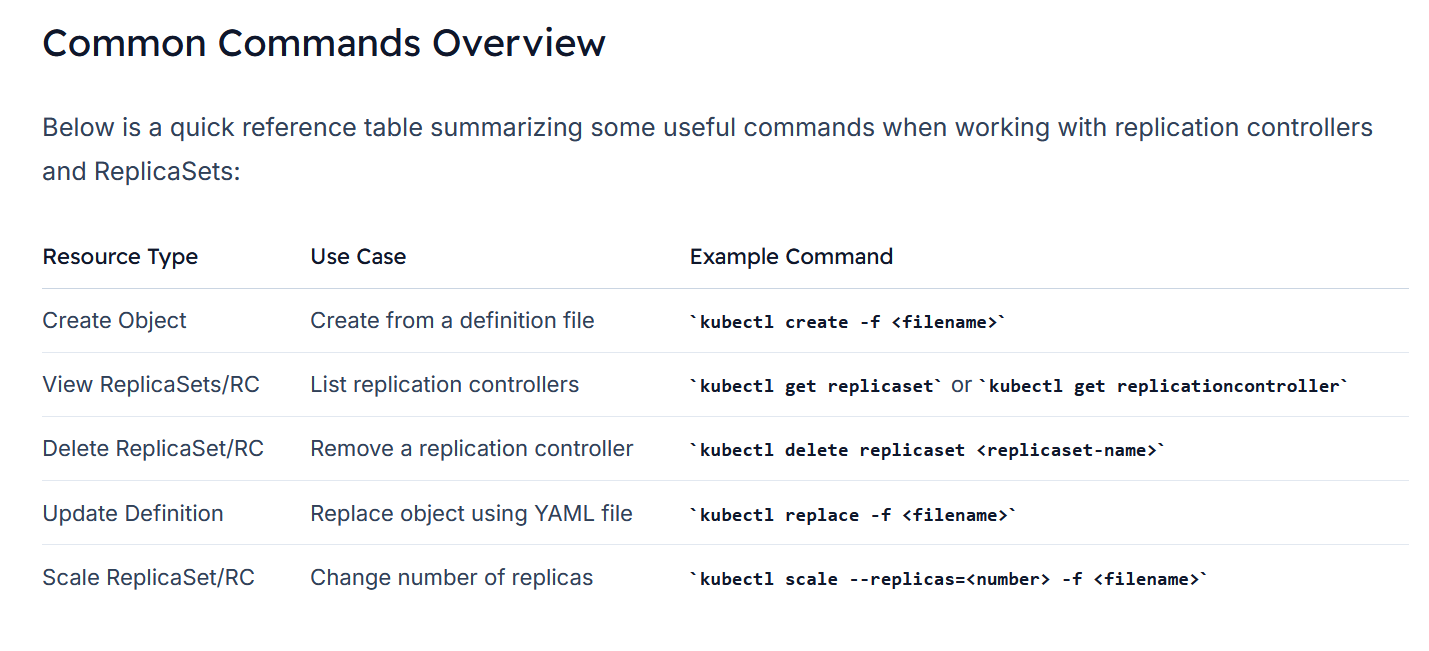 Common Commands Overview
Below is a quick reference table summarizing some useful commands when working with replication controllers
and ReplicaSets:
Resource Type Use Case Example Command
Create Object Create from a definition file `kubectl create -f <filename>`
View ReplicaSets/RC List replication controllers `kubectl get replicaset` or `kubectl get replicationcontroller`
Delete ReplicaSet/RC Remove a replication controller `kubectl delete replicaset <replicaset-name>`
Update Definition Replace object using YAML file `kubectl replace -f <filename>`
Scale ReplicaSet/RC Change number of replicas `kubectl scale --replicas=<number> -f <filename>`